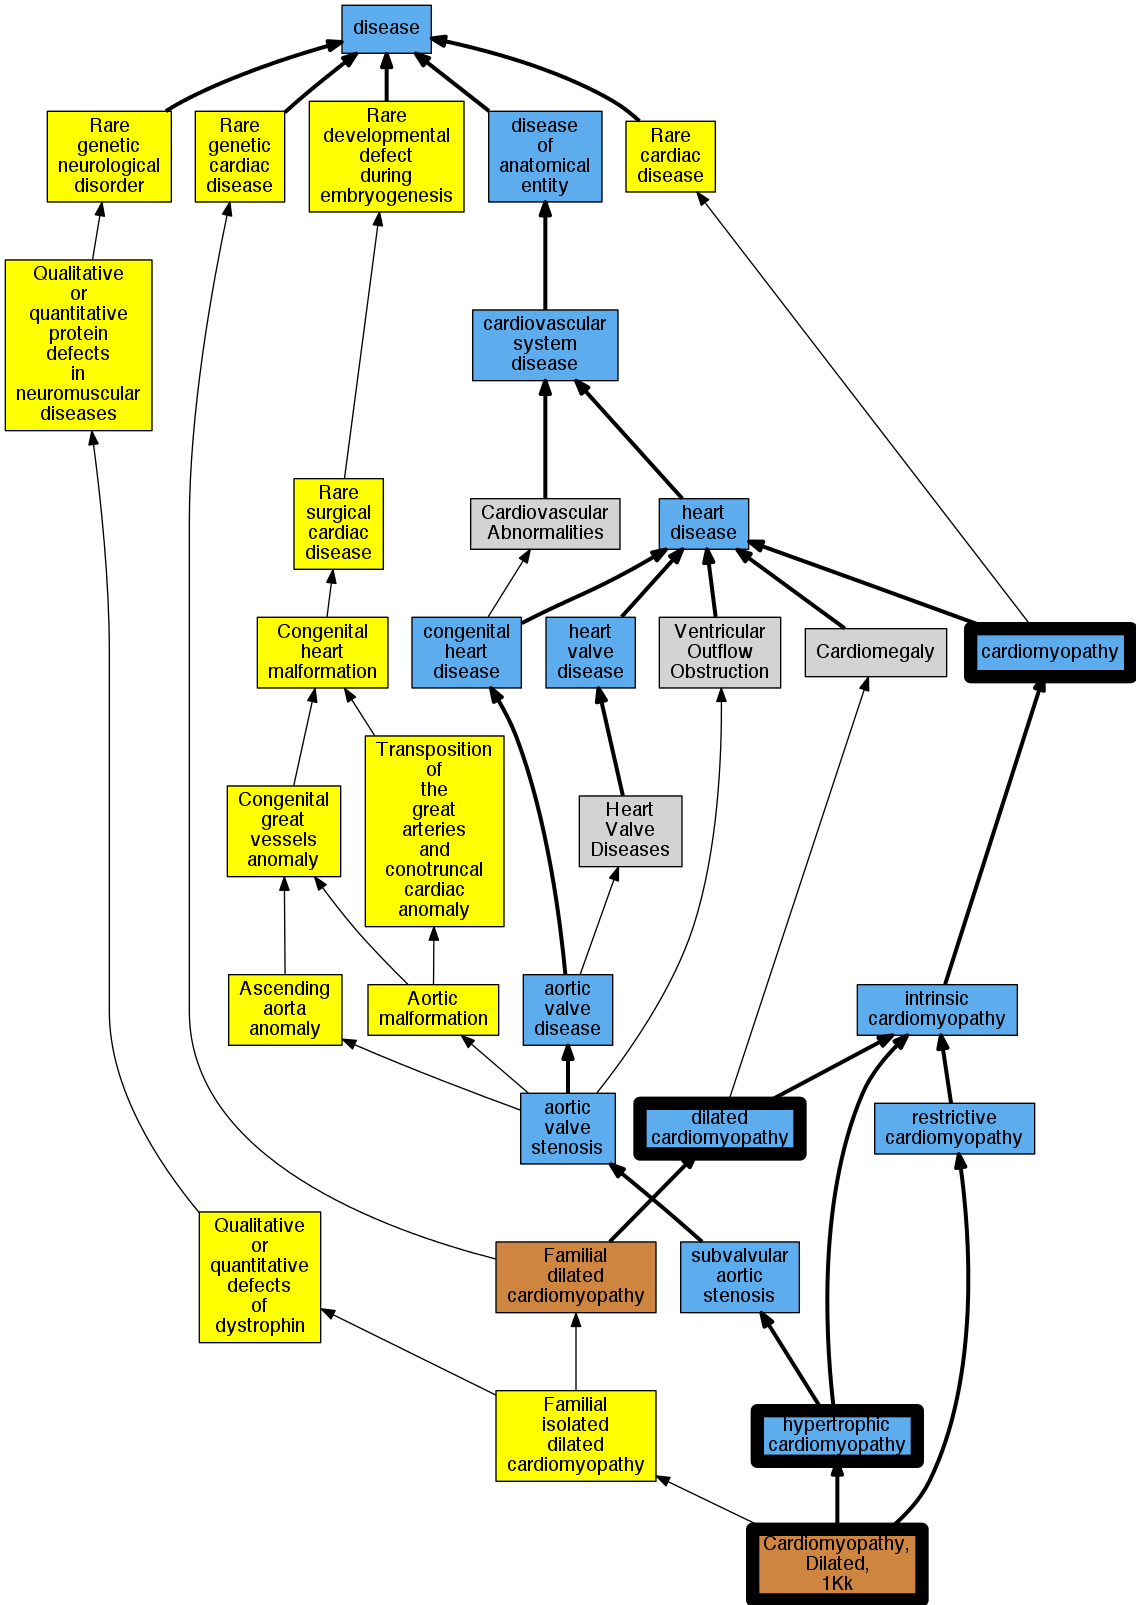 disease
Rare
genetic
neurological
disorder
Rare
genetic
cardiac
disease
Rare
developmental
defect
during
embryogenesis
disease
of
anatomical
entity
Rare
cardiac
disease
Qualitative
or
quantitative
protein
defects
in
neuromuscular
diseases
cardiovascular
system
disease
Rare
surgical
cardiac
disease
Cardiovascular
Abnormalities
heart
disease
Congenital
heart
malformation
congenital
heart
disease
heart
valve
disease
Ventricular
Outflow
Obstruction
Cardiomegaly
cardiomyopathy
Transposition
of
the
great
arteries
and
conotruncal
cardiac
anomaly
Congenital
great
vessels
anomaly
Heart
Valve
Diseases
Ascending
aorta
anomaly
Aortic
malformation
aortic
valve
disease
intrinsic
cardiomyopathy
aortic
valve
stenosis
dilated
cardiomyopathy
restrictive
cardiomyopathy
Qualitative
or
quantitative
defects
of
dystrophin
Familial
dilated
cardiomyopathy
subvalvular
aortic
stenosis
Familial
isolated
dilated
cardiomyopathy
hypertrophic
cardiomyopathy
Cardiomyopathy,
Dilated,
1Kk